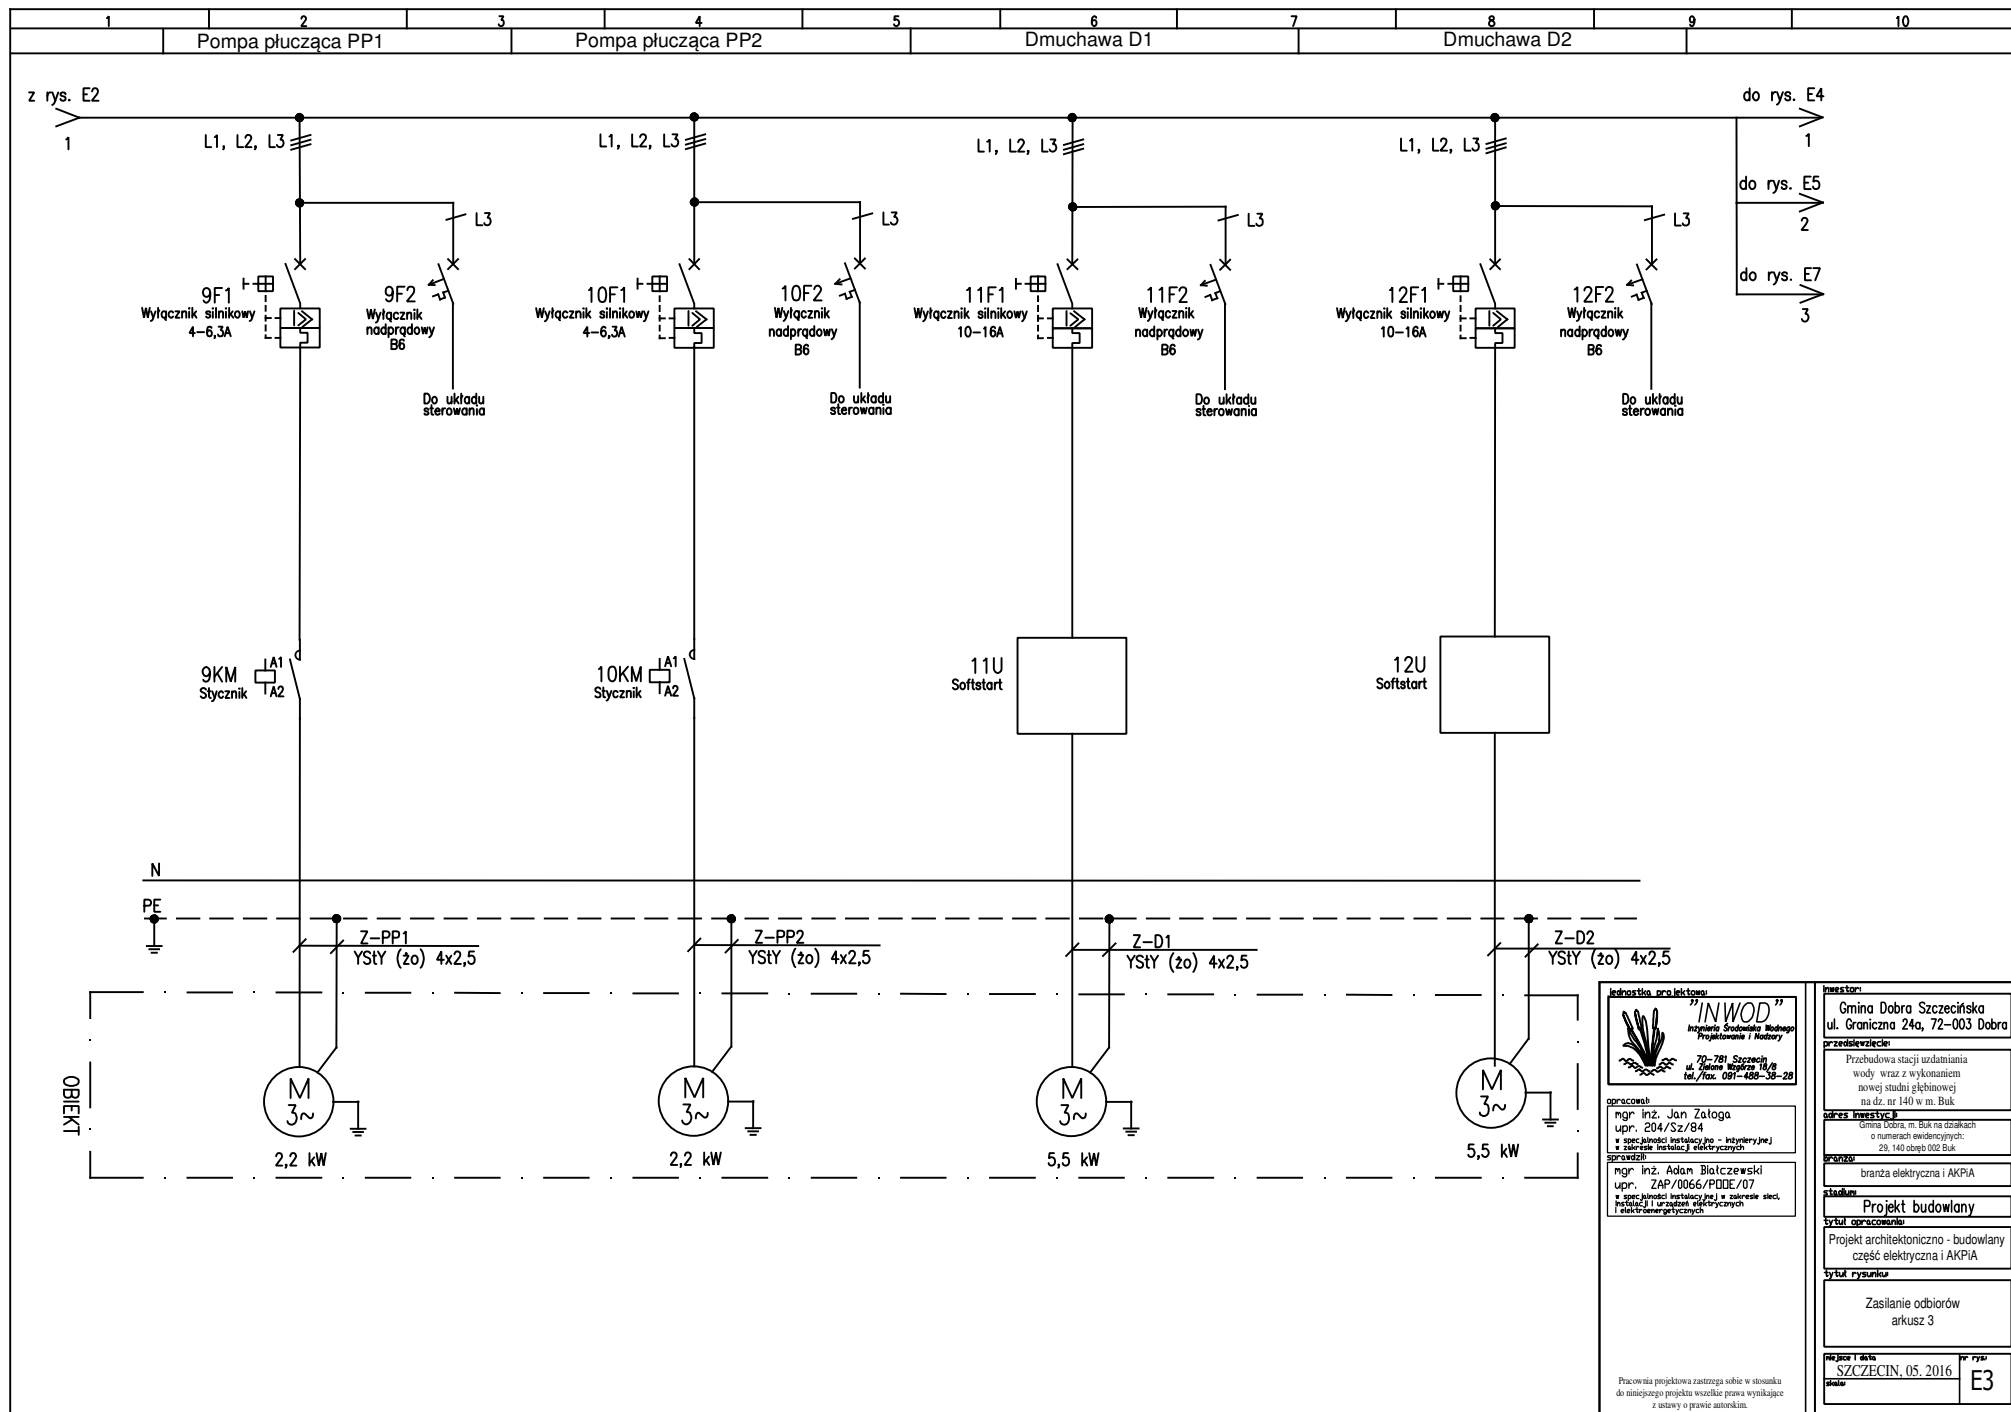 1 2 3 4 5 6 7 8 9 10
Pompa płucząca PP1 Pompa płucząca PP2 Dmuchawa D1 Dmuchawa D2
z rys. E2
1
do rys. E4
1
do rys. E5
2
do rys. E7
3
L1, L2, L3
L3
9F1
Wyłącznik silnikowy
4-6,3A
9F2
Wyłącznik
nadprądowy
B6
Do układu
sterowania
L1, L2, L3
L3
10F1
Wyłącznik silnikowy
4-6,3A
10F2
Wyłącznik
nadprądowy
B6
Do układu
sterowania
L1, L2, L3
L3
11F1
Wyłącznik silnikowy
10-16A
11F2
Wyłącznik
nadprądowy
B6
Do układu
sterowania
L1, L2, L3
L3
12F1
Wyłącznik silnikowy
10-16A
12F2
Wyłącznik
nadprądowy
B6
Do układu
sterowania
9KM
Stycznik
A1
A2
10KM
Stycznik
A1
A2
11U
Softstart
12U
Softstart
N
PE
Z-PP1
YStY (żo) 4x2,5
Z-PP2
YStY (żo) 4x2,5
Z-D1
YStY (żo) 4x2,5
Z-D2
YStY (żo) 4x2,5
OBIEKT
M
3~
2,2 kW
M
3~
2,2 kW
M
3~
5,5 kW
M
3~
5,5 kW
jednostka projektowa:
"INWOD"
Inżynieria Środowiska Wodnego
Projektowanie i Nadzory
70-781 Szczecin
ul. Zielone Wzgórze 18/8
tel./fax. 091-488-38-28
opracował:
mgr inż. Jan Załoga
upr. 204/Sz/84
w specjalności instalacyjno - inżynieryjnej
w zakresie instalacji elektrycznych
sprawdził:
mgr inż. Adam Białczewski
upr. ZAP/0066/POOE/07
w specjalności instalacyjnej w zakresie sieci,
instalacji i urządzeń elektrycznych
i elektroenergetycznych
Pracownia projektowa zastrzega sobie w stosunku
do niniejszego projektu wszelkie prawa wynikające
z ustawy o prawie autorskim.
inwestor:
Gmina Dobra Szczecińska
ul. Graniczna 24a, 72-003 Dobra
przedsięwzięcie:
Przebudowa stacji uzdatniania
wody wraz z wykonaniem
nowej studni głębinowej
na dz. nr 140 w m. Buk
adres inwestycji:
Gmina Dobra, m. Buk na działkach
o numerach ewidencyjnych:
29, 140 obręb 002 Buk
branża:
branża elektryczna i AKPiA
stadium:
Projekt budowlany
tytuł opracowania:
Projekt architektoniczno - budowlany
część elektryczna i AKPiA
tytuł rysunku:
Zasilanie odbiorów
arkusz 3
miejsce i data
SZCZECIN, 05. 2016
skala:
nr rys:
E3